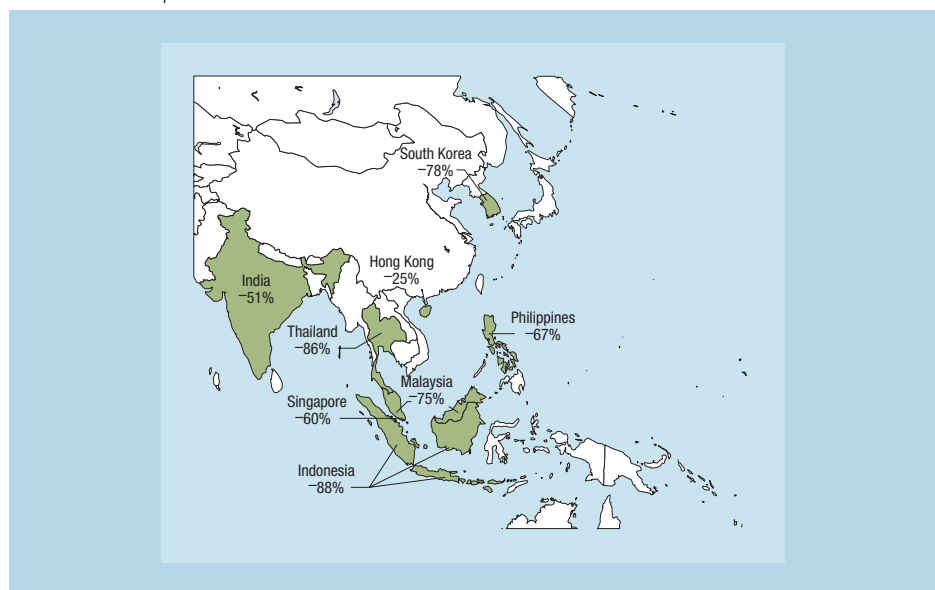 South Korea
–78%
Hong Kong
–25%
India
–51%
Philippines
–67%
Thailand
–86%
Malaysia
–75%
Singapore
–60%
Indonesia
–88%